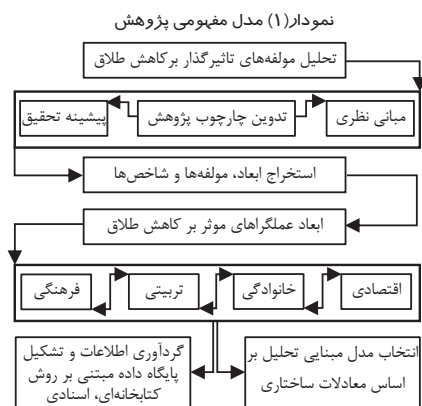 نمودار(۱) مدل مفهومی پژوهش
تحلیل مولفه‌های تاثیرگذار برکاهش طلاق
مبانی نظری
تدوین چارچوب پژوهش
پیشینه تحقیق
استخراج ابعاد، مولفه‌ها و شاخص‌ها
ابعاد عملگراهای موثر بر کاهش طلاق
اقتصادی
خانوادگی
تربیتی
فرهنگی
انتخاب مدل مبنایی تحلیل بر
اساس معادلات ساختاری
گردآوری اطلاعات و تشکیل
پایگاه داده مبتنی بر روش
کتابخانه‌ای، اسنادی